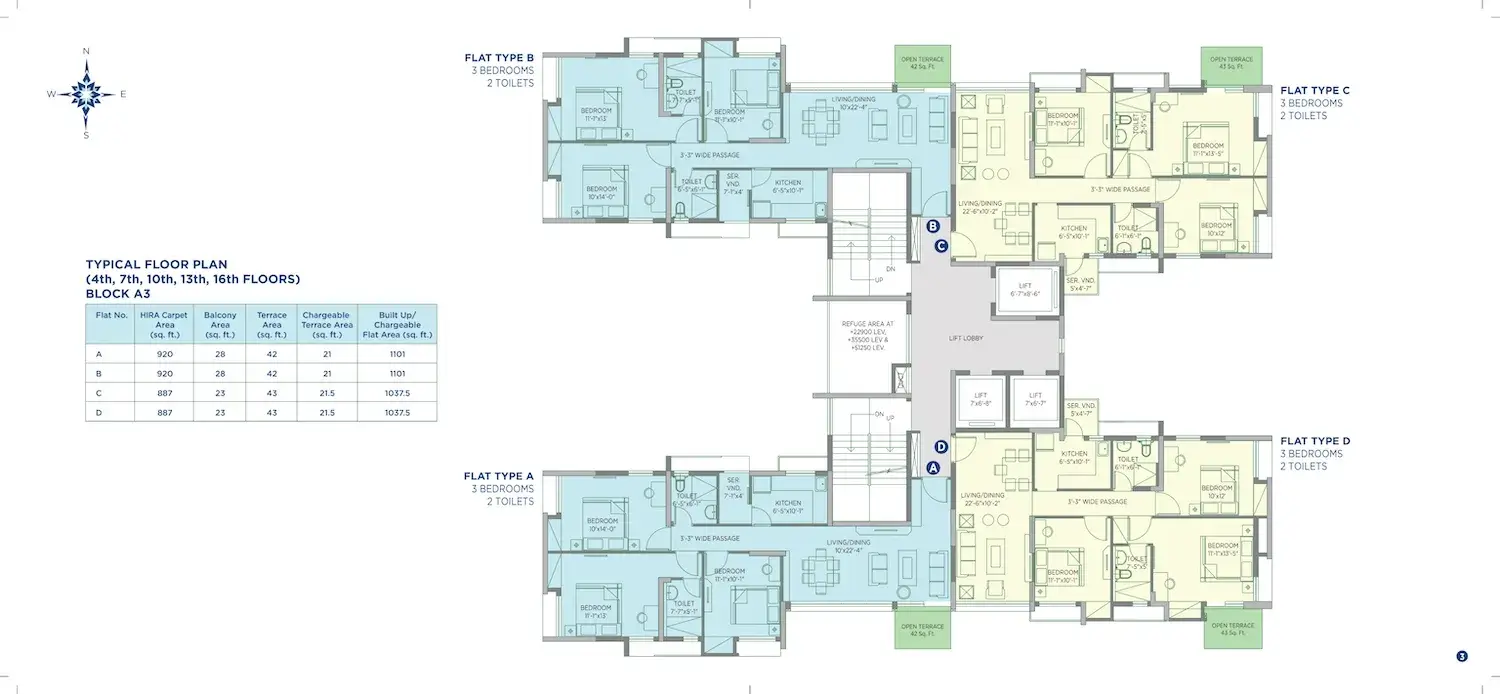 N
W
E
S
TYPICAL FLOOR PLAN
(4th, 7th, 10th, 13th, 16th FLOORS)
BLOCK A3
Flat No. HIRA Carpet Area (sq. ft.) Balcony Area (sq. ft.) Terrace Area (sq. ft.) Chargeable Terrace Area (sq. ft.) Built Up/ Chargeable Flat Area (sq. ft.)
A 920 28 42 21 1101
B 920 28 42 21 1101
C 887 23 43 21.5 1037.5
D 887 23 43 21.5 1037.5
FLAT TYPE B
3 BEDROOMS
2 TOILETS
BEDROOM
11'-1"x13'
TOILET
7'-7"x5'-1"
BEDROOM
11'-1"x10'-1"
LIVING/DINING
10'x22'-4"
OPEN TERRACE
42 Sq. Ft.
3'-3" WIDE PASSAGE
BEDROOM
10'x14'-0"
TOILET
6'-5"x6'-1"
SER.
VND.
7'-1"x4'
KITCHEN
6'-5"x10'-1"
FLAT TYPE C
3 BEDROOMS
2 TOILETS
OPEN TERRACE
43 Sq. Ft.
BEDROOM
11'-1"x10'-1"
TOILET
BEDROOM
11'-1"x13'-5"
3'-3" WIDE PASSAGE
LIVING/DINING
22'-6"x10'-2"
KITCHEN
6'-5"x10'-1"
TOILET
6'-1"x6'-1"
BEDROOM
10'x12'
SER. VND.
5'x4'-7"
B
C
DN
UP
LIFT
6'-7"x8'-6"
REFUGE AREA AT
+22900 LEV,
+35500 LEV &
+51250 LEV.
LIFT LOBBY
LIFT
7'x6'-8"
LIFT
7'x6'-7"
DN
UP
D
A
FLAT TYPE A
3 BEDROOMS
2 TOILETS
BEDROOM
10'x14'-0"
TOILET
6'-5"x6'-1"
SER.
VND.
7'-1"x4'
KITCHEN
6'-5"x10'-1"
3'-3" WIDE PASSAGE
LIVING/DINING
10'x22'-4"
BEDROOM
11'-1"x13'
TOILET
7'-7"x5'-1"
BEDROOM
11'-1"x10'-1"
OPEN TERRACE
42 Sq. Ft.
FLAT TYPE D
3 BEDROOMS
2 TOILETS
SER. VND.
5'x4'-7"
KITCHEN
6'-5"x10'-1"
TOILET
6'-1"x6'-1"
BEDROOM
10'x12'
LIVING/DINING
22'-6"x10'-2"
3'-3" WIDE PASSAGE
BEDROOM
11'-1"x10'-1"
TOILET
7'-5"x5'
BEDROOM
11'-1"x13'-5"
OPEN TERRACE
43 Sq. Ft.
3